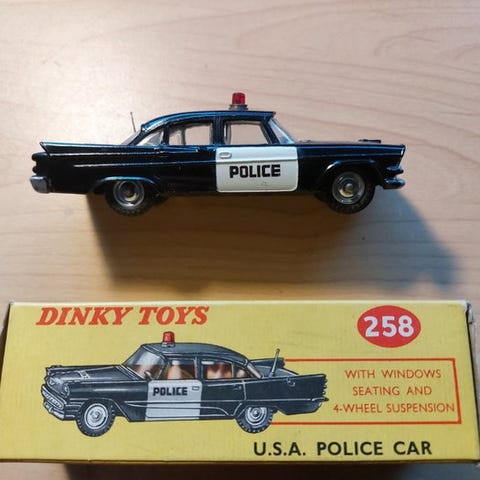 POLICE
DINKY TOYS
258
POLICE
WITH WINDOWS
SEATING AND
4-WHEEL SUSPENSION
U.S.A. POLICE CAR